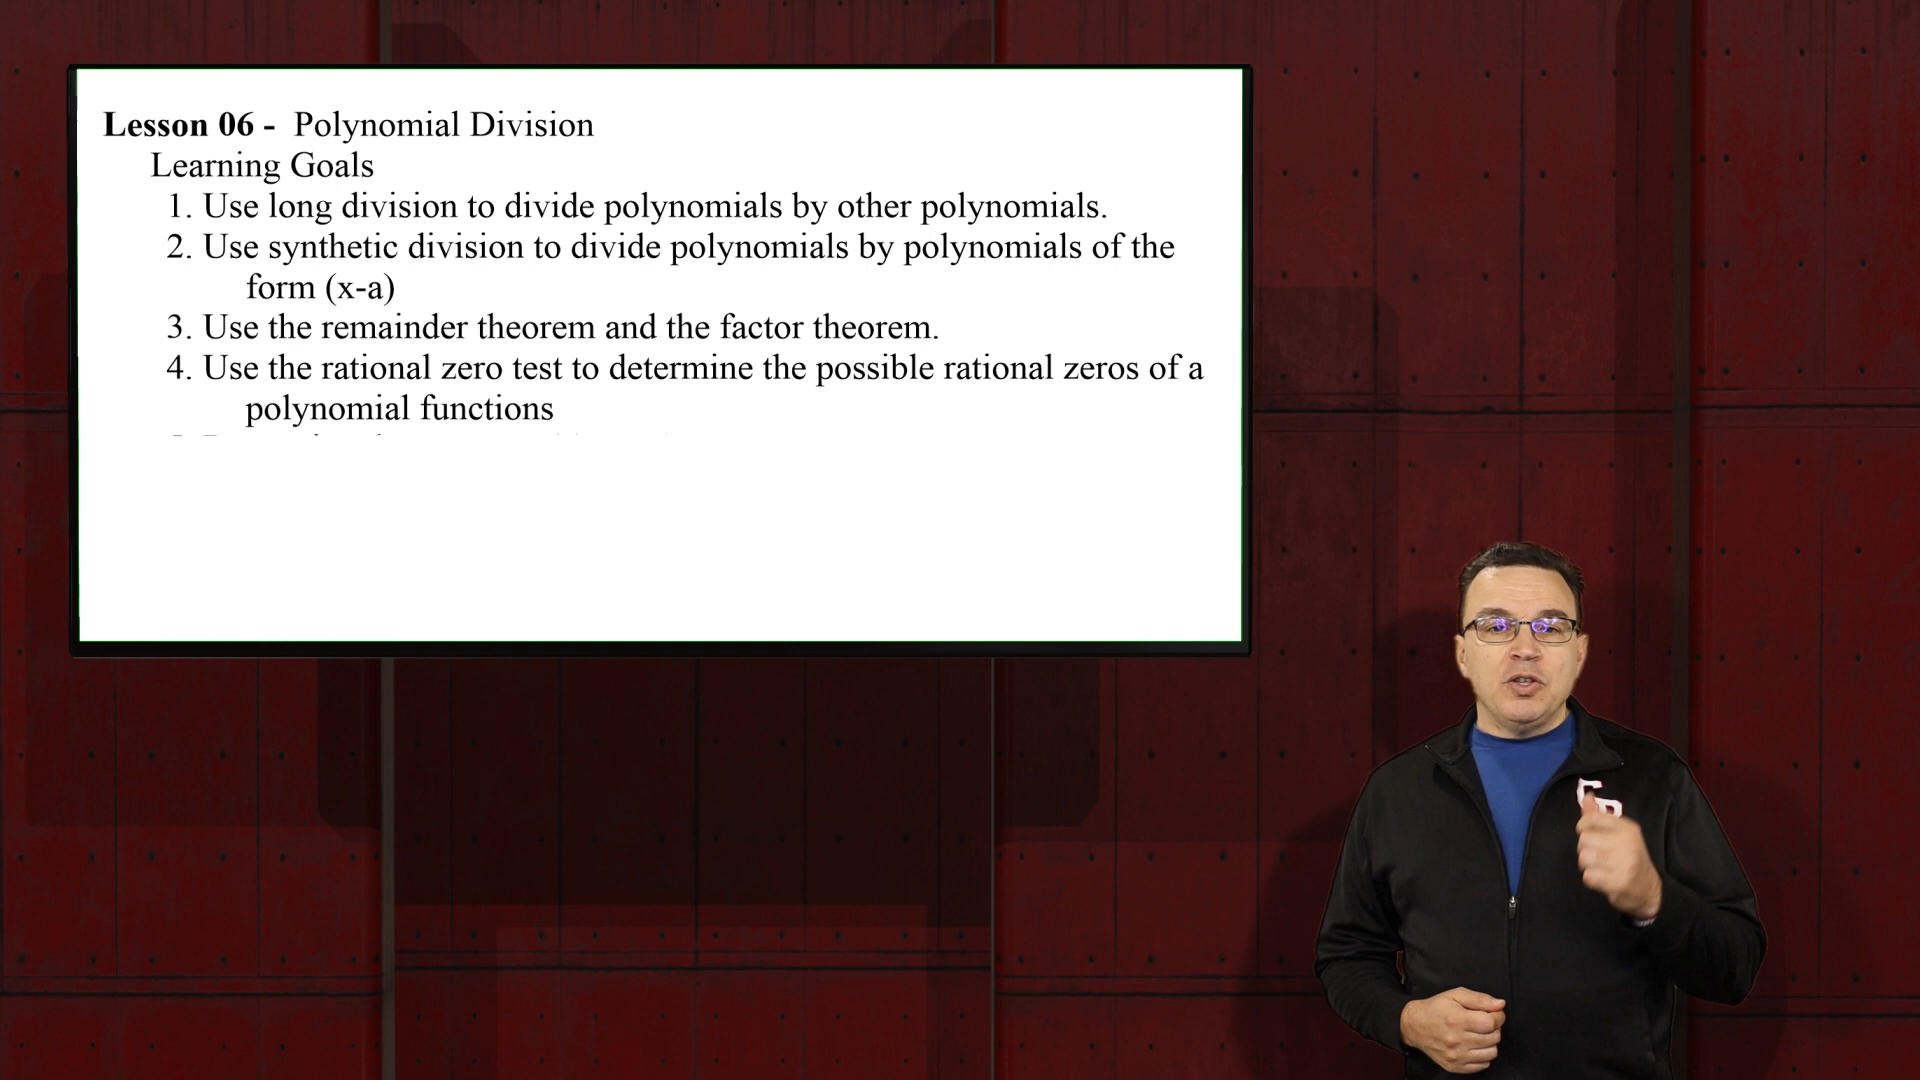 Lesson 06 - Polynomial Division
Learning Goals
1. Use long division to divide polynomials by other polynomials.
2. Use synthetic division to divide polynomials by polynomials of the
form (x-a)
3. Use the remainder theorem and the factor theorem.
4. Use the rational zero test to determine the possible rational zeros of a
polynomial functions